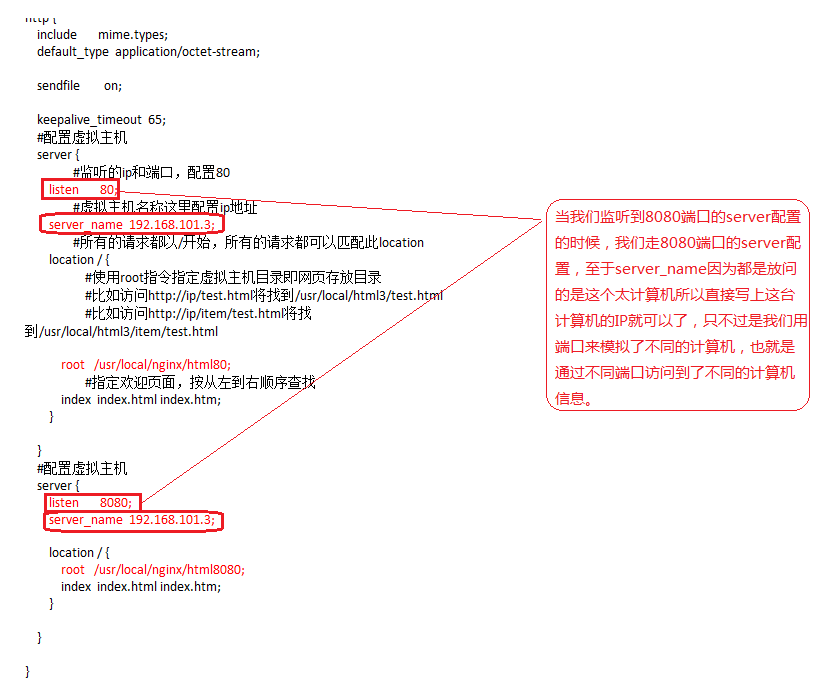 http {
include mime.types;
default_type application/octet-stream;
sendfile on;
keepalive_timeout 65;
#配置虚拟主机
server {
#监听的ip和端口，配置80
listen 80;
#虚拟主机名称这里配置ip地址
server_name 192.168.101.3;
#所有的请求都以/开始，所有的请求都可以匹配此location
location / {
#使用root指令指定虚拟主机目录即网页存放目录
#比如访问http://ip/test.html将找到/usr/local/html3/test.html
#比如访问http://ip/item/test.html将找
到/usr/local/html3/item/test.html
root /usr/local/nginx/html80;
#指定欢迎页面，按从左到右顺序查找
index index.html index.htm;
}
}
#配置虚拟主机
server {
listen 8080;
server_name 192.168.101.3;
location / {
root /usr/local/nginx/html8080;
index index.html index.htm;
}
}
}
当我们监听到8080端口的server配置
的时候，我们走8080端口的server配
置，至于server_name因为都是放问
的是这个太计算机所以直接写上这台
计算机的IP就可以了，只不过是我们用
端口来模拟了不同的计算机，也就是
通过不同端口访问到了不同的计算机
信息。